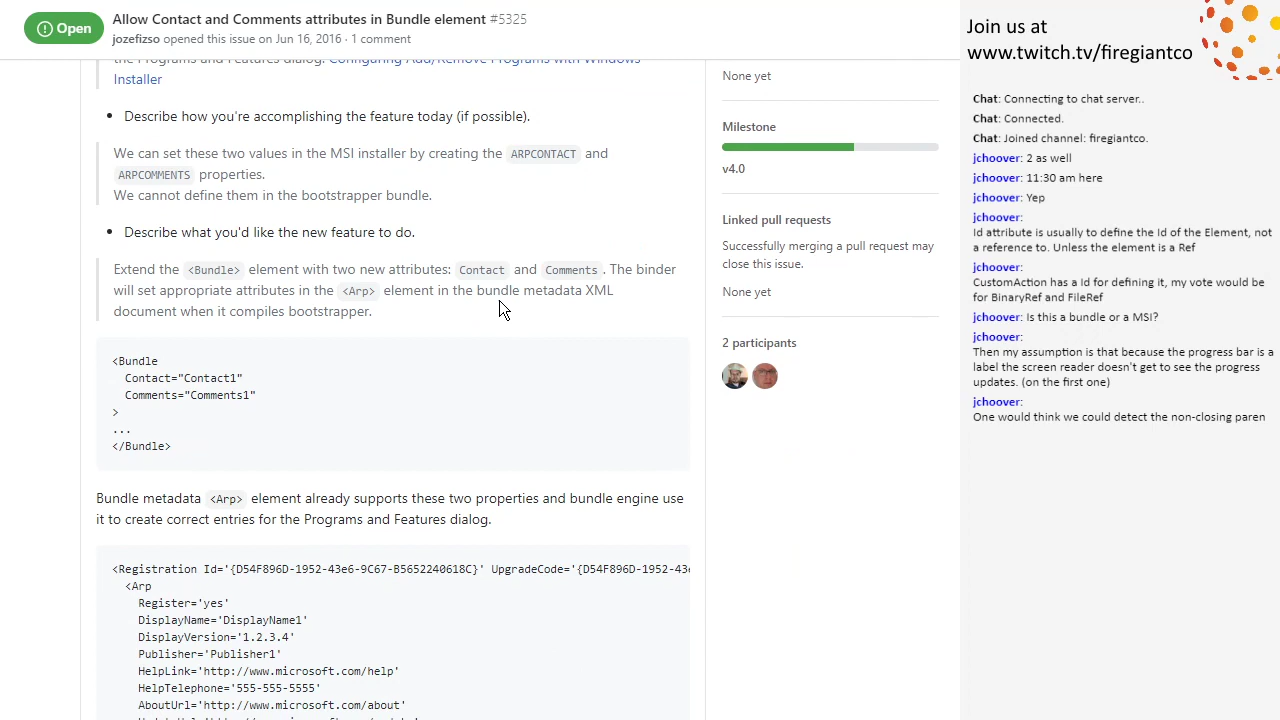 Open
Allow Contact and Comments attributes in Bundle element #5325
jozefizso opened this issue on Jun 16, 2016 · 1 comment
the Programs and Features dialog. Configuring Add/Remove Programs with Windows
Installer
• Describe how you're accomplishing the feature today (if possible).
We can set these two values in the MSI installer by creating the ARPCONTACT and
ARPCOMMENTS properties.
We cannot define them in the bootstrapper bundle.
• Describe what you'd like the new feature to do.
Extend the <Bundle> element with two new attributes: Contact and Comments. The binder
will set appropriate attributes in the <Arp> element in the bundle metadata XML
document when it compiles bootstrapper.
<Bundle
Contact="Contact1"
Comments="Comments1"
>
...
</Bundle>
Bundle metadata <Arp> element already supports these two properties and bundle engine use
it to create correct entries for the Programs and Features dialog.
<Registration Id='{D54F896D-1952-43e6-9C67-B5652240618C}' UpgradeCode='{D54F896D-1952-43e
<Arp
Register='yes'
DisplayName='DisplayName1'
DisplayVersion='1.2.3.4'
Publisher='Publisher1'
HelpLink='http://www.microsoft.com/help'
HelpTelephone='555-555-5555'
AboutUrl='http://www.microsoft.com/about'
None yet
Milestone
v4.0
Linked pull requests
Successfully merging a pull request may
close this issue.
None yet
2 participants
Join us at
www.twitch.tv/firegiantco
Chat: Connecting to chat server..
Chat: Connected.
Chat: Joined channel: firegiantco.
jchoover: 2 as well
jchoover: 11:30 am here
jchoover: Yep
jchoover:
Id attribute is usually to define the Id of the Element, not
a reference to. Unless the element is a Ref
jchoover:
CustomAction has a Id for defining it, my vote would be
for BinaryRef and FileRef
jchoover: Is this a bundle or a MSI?
jchoover:
Then my assumption is that because the progress bar is a
label the screen reader doesn't get to see the progress
updates. (on the first one)
jchoover:
One would think we could detect the non-closing paren